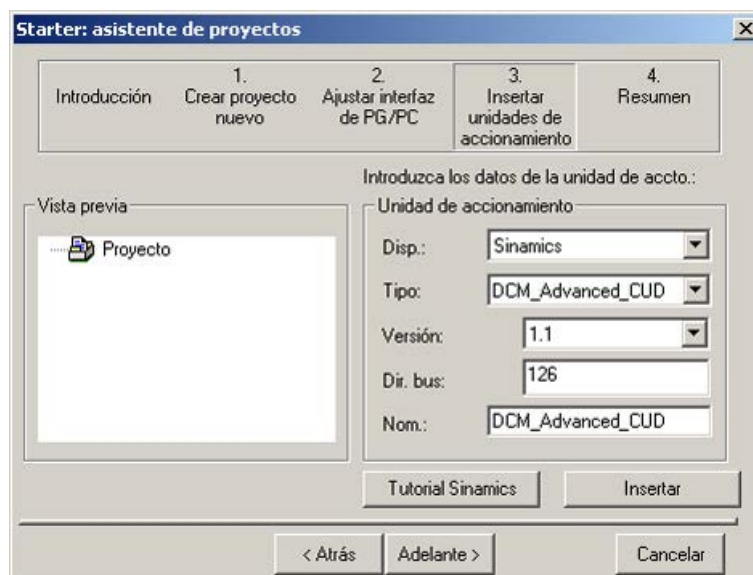 Starter: asistente de proyectos
Introducción
1.
Crear proyecto
nuevo
2.
Ajustar interfaz
de PG/PC
3.
Insertar
unidades de
accionamiento
4.
Resumen
Introduzca los datos de la unidad de accto.:
Vista previa
Proyecto
Unidad de accionamiento
Disp.: Sinamics
Tipo: DCM_Advanced_CUD
Versión: 1.1
Dir. bus: 126
Nom.: DCM_Advanced_CUD
Tutorial Sinamics Insertar
< Atrás Adelante > Cancelar